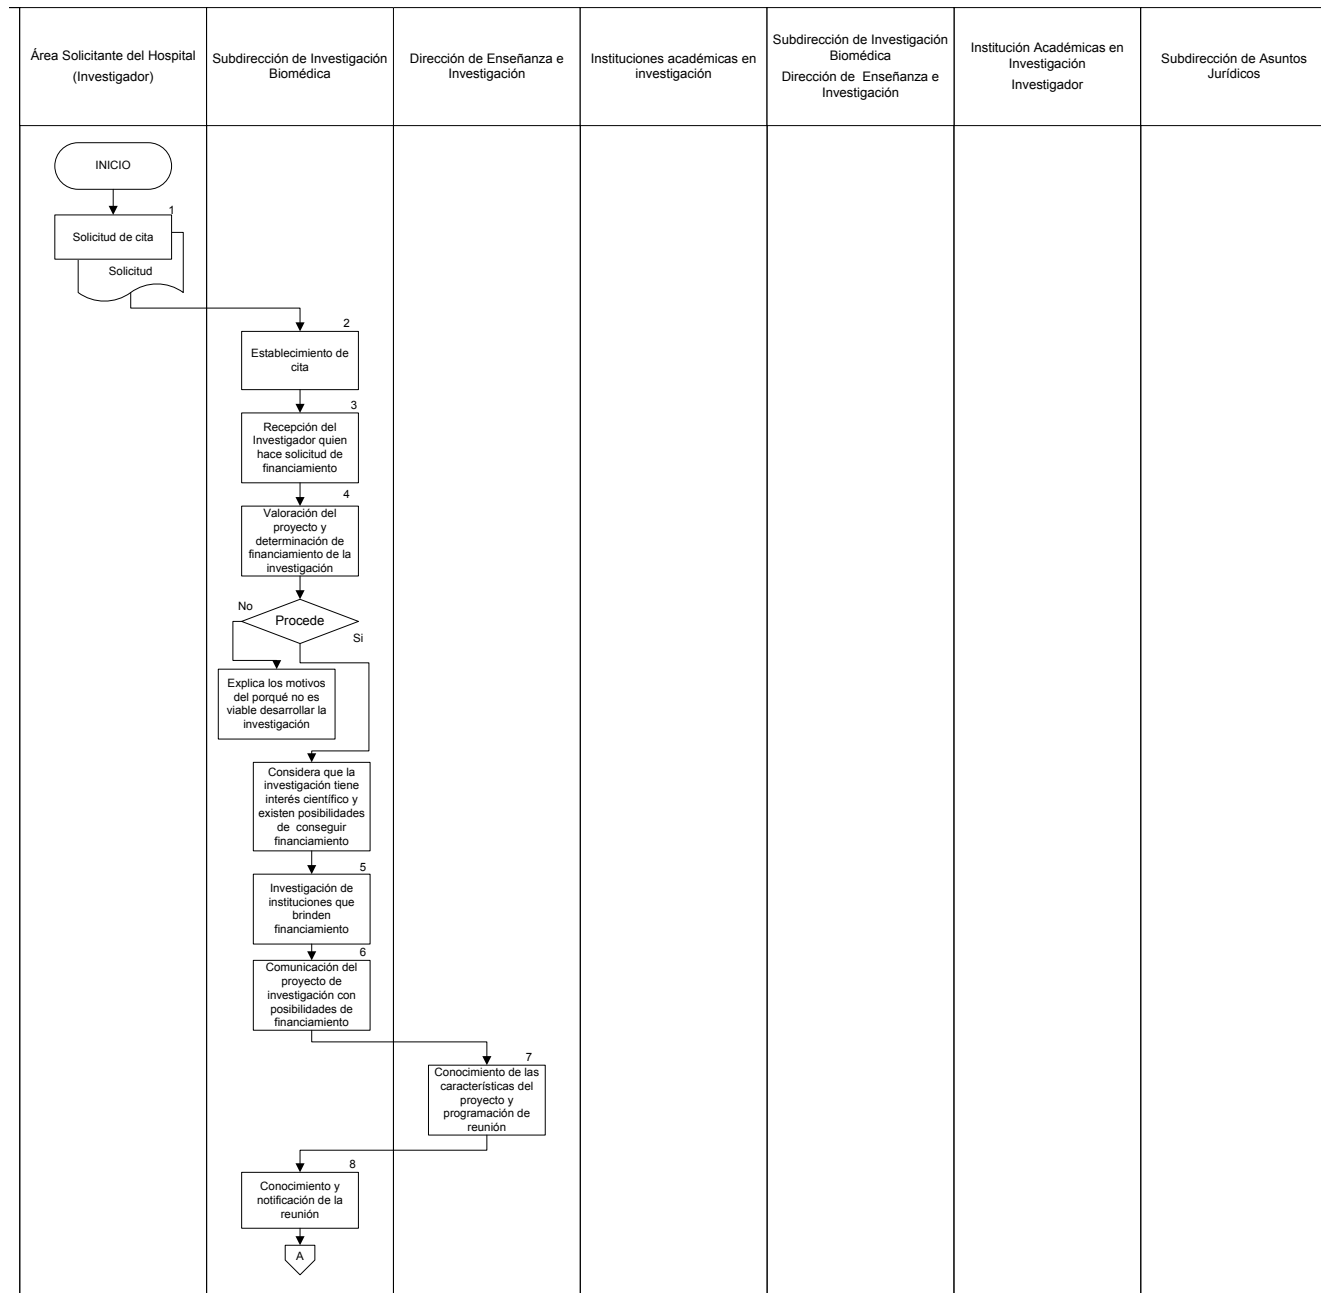 Área Solicitante del Hospital
(Investigador)
Subdirección de Investigación
Biomédica
Dirección de Enseñanza e
Investigación
Instituciones académicas en
investigación
Subdirección de Investigación
Biomédica
Dirección de Enseñanza e
Investigación
Institución Académicas en
Investigación
Investigador
Subdirección de Asuntos
Jurídicos
INICIO
1
Solicitud de cita
Solicitud
2
Establecimiento de
cita
3
Recepción del
Investigador quien
hace solicitud de
financiamiento
4
Valoración del
proyecto y
determinación de
financiamiento de la
investigación
No
Procede
Si
Explica los motivos
del porqué no es
viable desarrollar la
investigación
Considera que la
investigación tiene
interés científico y
existen posibilidades
de conseguir
financiamiento
5
Investigación de
instituciones que
brinden
financiamiento
6
Comunicación del
proyecto de
investigación con
posibilidades de
financiamiento
7
Conocimiento de las
características del
proyecto y
programación de
reunión
8
Conocimiento y
notificación de la
reunión
A